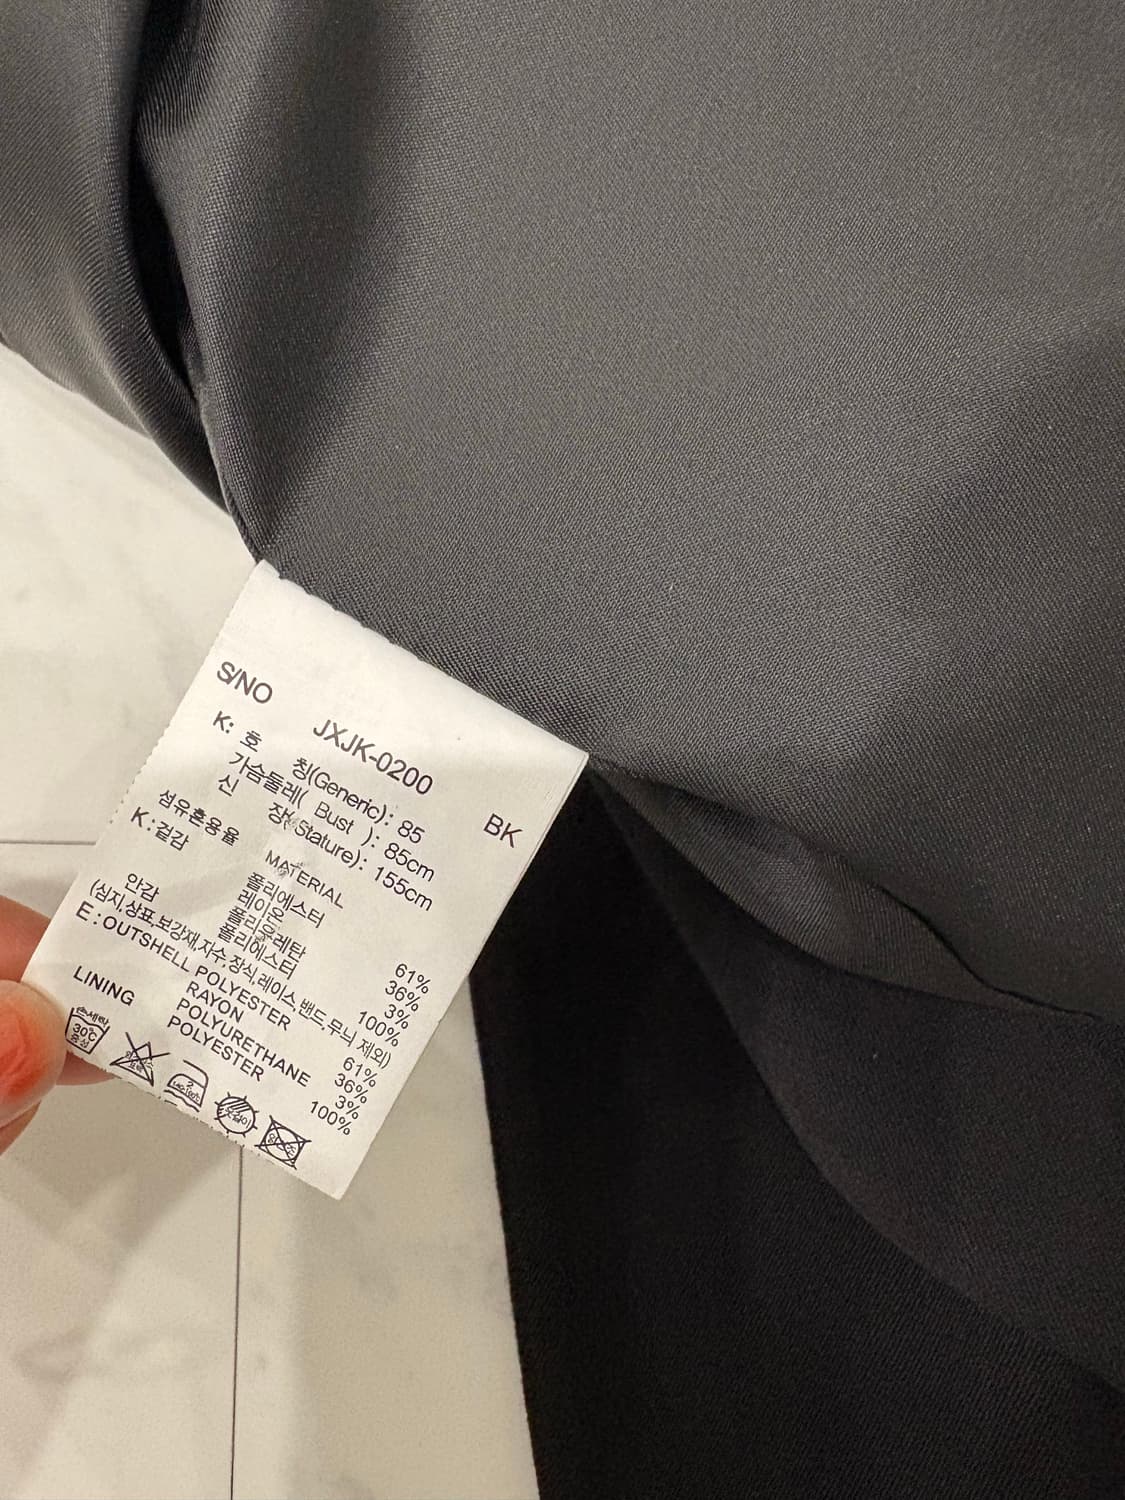 S/NO JXJK-0200 BK
K: 호 칭(Generic): 85
가슴둘레( Bust ): 85cm
신 장(Stature): 155cm
섬유혼용율 MATERIAL
K:겉감 폴리에스터 61%
레이온 36%
폴리우레탄 3%
안감 폴리에스터 100%
(심지,상표,보강재,자수,장식,레이스,밴드,무늬 제외)
E:OUTSHELL POLYESTER 61%
RAYON 36%
POLYURETHANE 3%
LINING POLYESTER 100%
30℃ 중성